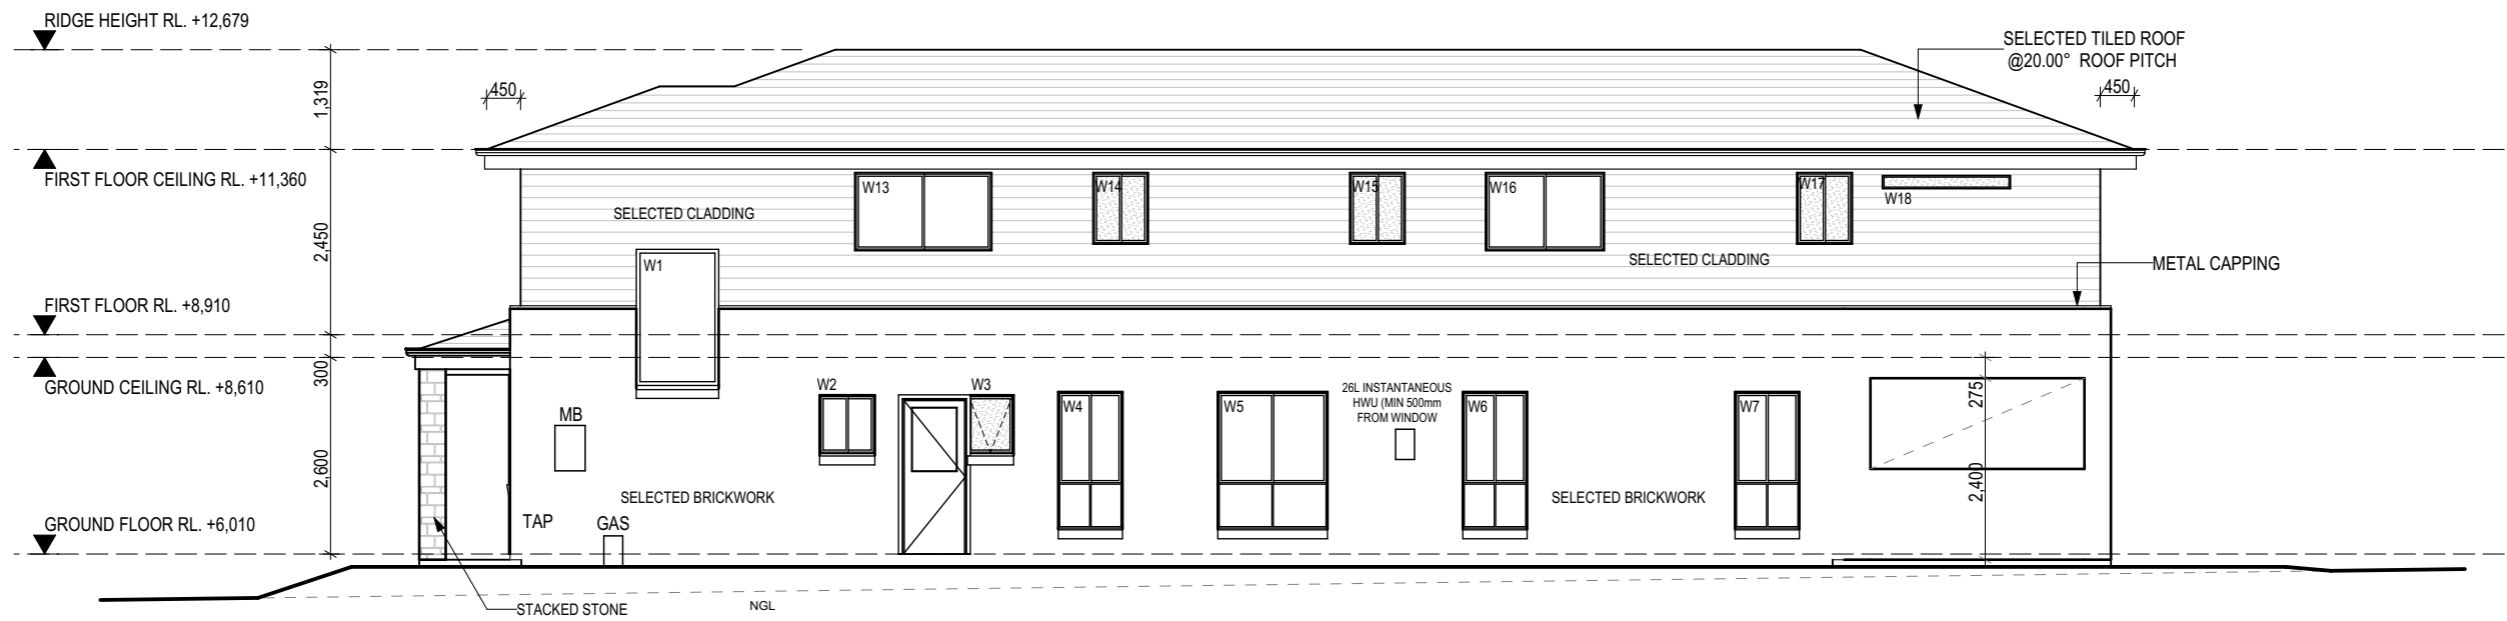 RIDGE HEIGHT RL. +12,679
SELECTED TILED ROOF
@20.00° ROOF PITCH
1,319
450
450
FIRST FLOOR CEILING RL. +11,360
W13
W14
W15
W16
W17
W18
SELECTED CLADDING
2,450
W1
SELECTED CLADDING
METAL CAPPING
FIRST FLOOR RL. +8,910
300
GROUND CEILING RL. +8,610
W2
W3
W4
W5
26L INSTANTANEOUS
HWU (MIN 500mm
FROM WINDOW
W6
W7
275
MB
2,600
2,400
SELECTED BRICKWORK
SELECTED BRICKWORK
GROUND FLOOR RL. +6,010
TAP
GAS
STACKED STONE
NGL